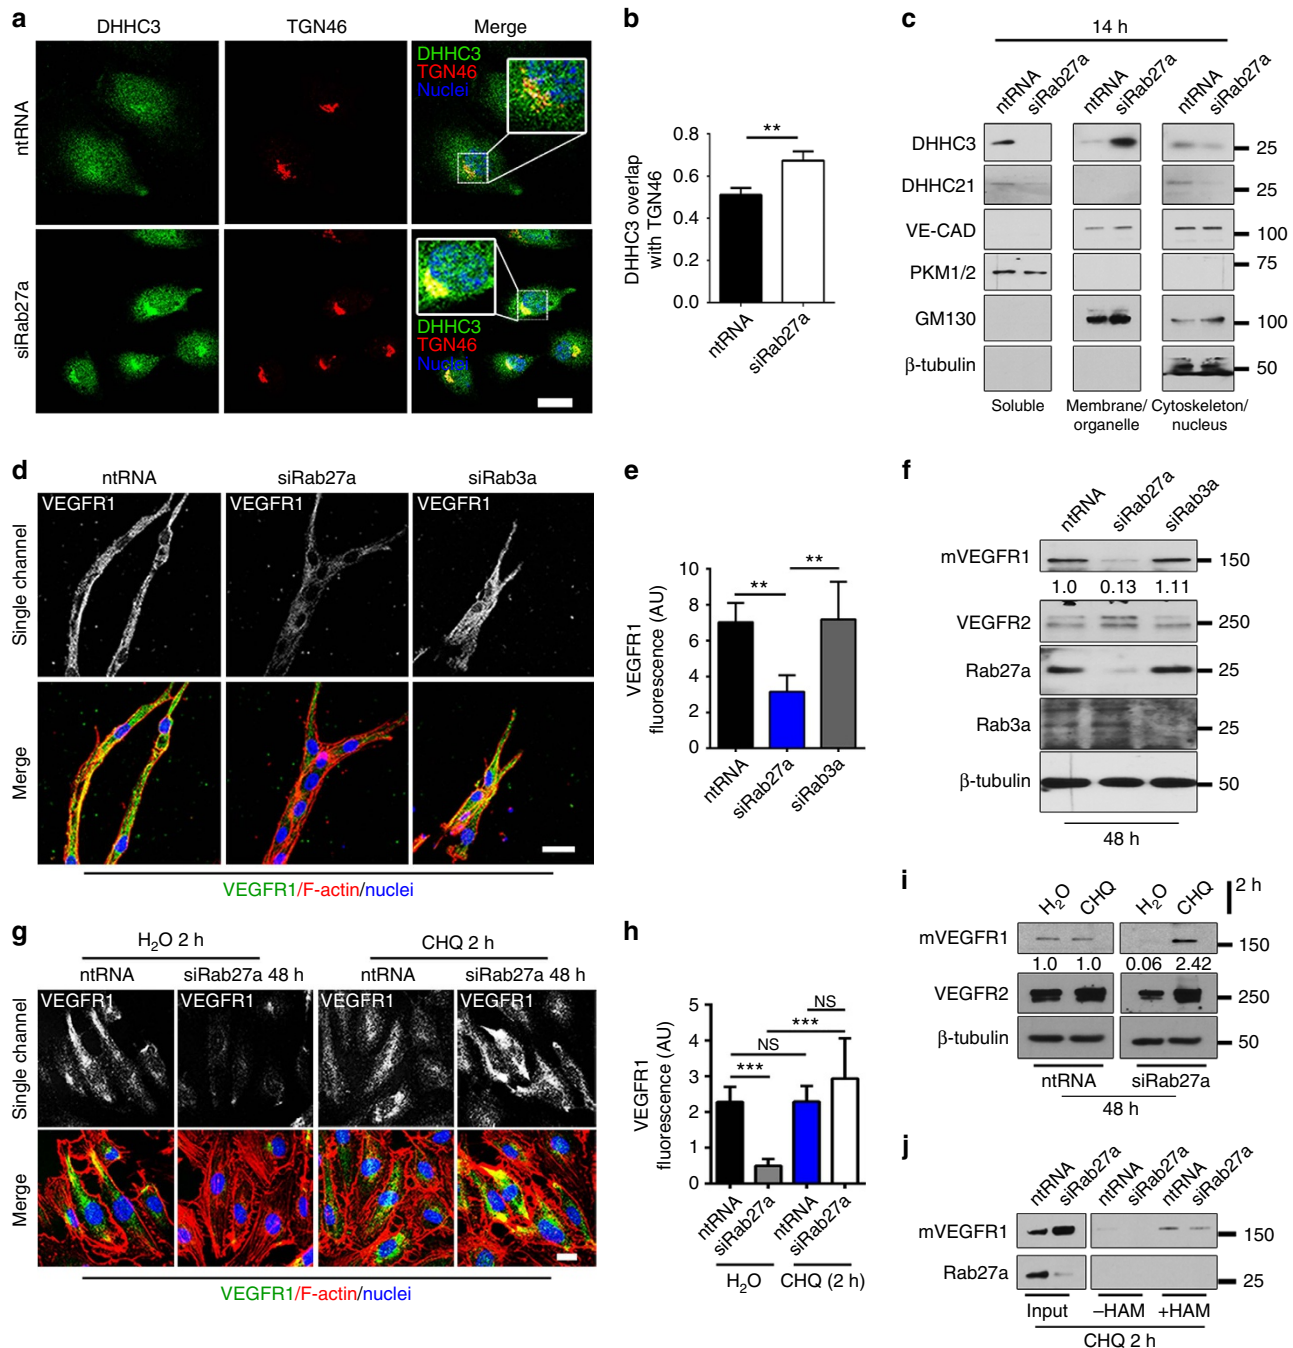 a
DHHC3 TGN46 Merge
ntRNA
DHHC3
TGN46
Nuclei
siRab27a
DHHC3
TGN46
Nuclei
b
DHHC3 overlap
with TGN46
0.8
0.6
0.4
0.2
0.0
**
ntRNA siRab27a
c
14 h
ntRNA siRab27a ntRNA siRab27a ntRNA siRab27a
DHHC3 25
DHHC21 25
VE-CAD 100
PKM1/2 75
GM130 100
β-tubulin 50
Soluble Membrane/ Cytoskeleton/
organelle nucleus
d
ntRNA siRab27a siRab3a
Single channel
VEGFR1 VEGFR1 VEGFR1
Merge
VEGFR1/F-actin/nuclei
e
VEGFR1
fluorescence (AU)
10
8
6
4
2
0
** **
ntRNA siRab27a siRab3a
f
ntRNA siRab27a siRab3a
mVEGFR1 150
1.0 0.13 1.11
VEGFR2 250
Rab27a 25
Rab3a 25
β-tubulin 50
48 h
g
H2O 2 h CHQ 2 h
ntRNA siRab27a 48 h ntRNA siRab27a 48 h
Single channel
VEGFR1 VEGFR1 VEGFR1 VEGFR1
Merge
VEGFR1/F-actin/nuclei
h
VEGFR1
fluorescence (AU)
5
4
3
2
1
0
NS
***
NS
***
ntRNA siRab27a ntRNA siRab27a
H2O CHQ (2 h)
i
H2O CHQ H2O CHQ 2 h
mVEGFR1 150
1.0 1.0 0.06 2.42
VEGFR2 250
β-tubulin 50
ntRNA siRab27a
48 h
j
ntRNA siRab27a ntRNA siRab27a ntRNA siRab27a
mVEGFR1 150
Rab27a 25
Input –HAM +HAM
CHQ 2 h